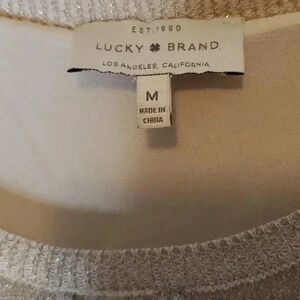 EST.1990
LUCKY BRAND
LOS ANGELES, CALIFORNIA
M
MADE IN
CHINA